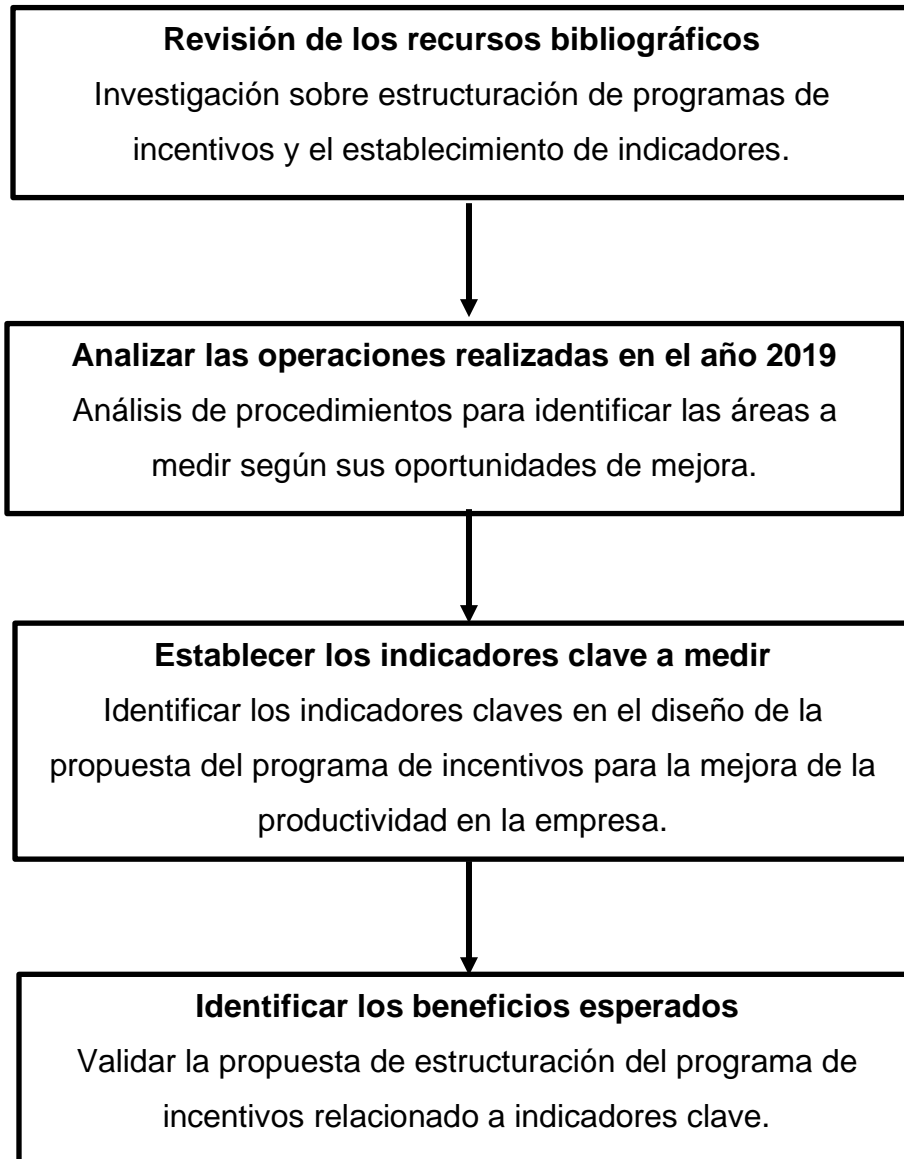 Revisión de los recursos bibliográficos
Investigación sobre estructuración de programas de
incentivos y el establecimiento de indicadores.
Analizar las operaciones realizadas en el año 2019
Análisis de procedimientos para identificar las áreas a
medir según sus oportunidades de mejora.
Establecer los indicadores clave a medir
Identificar los indicadores claves en el diseño de la
propuesta del programa de incentivos para la mejora de la
productividad en la empresa.
Identificar los beneficios esperados
Validar la propuesta de estructuración del programa de
incentivos relacionado a indicadores clave.